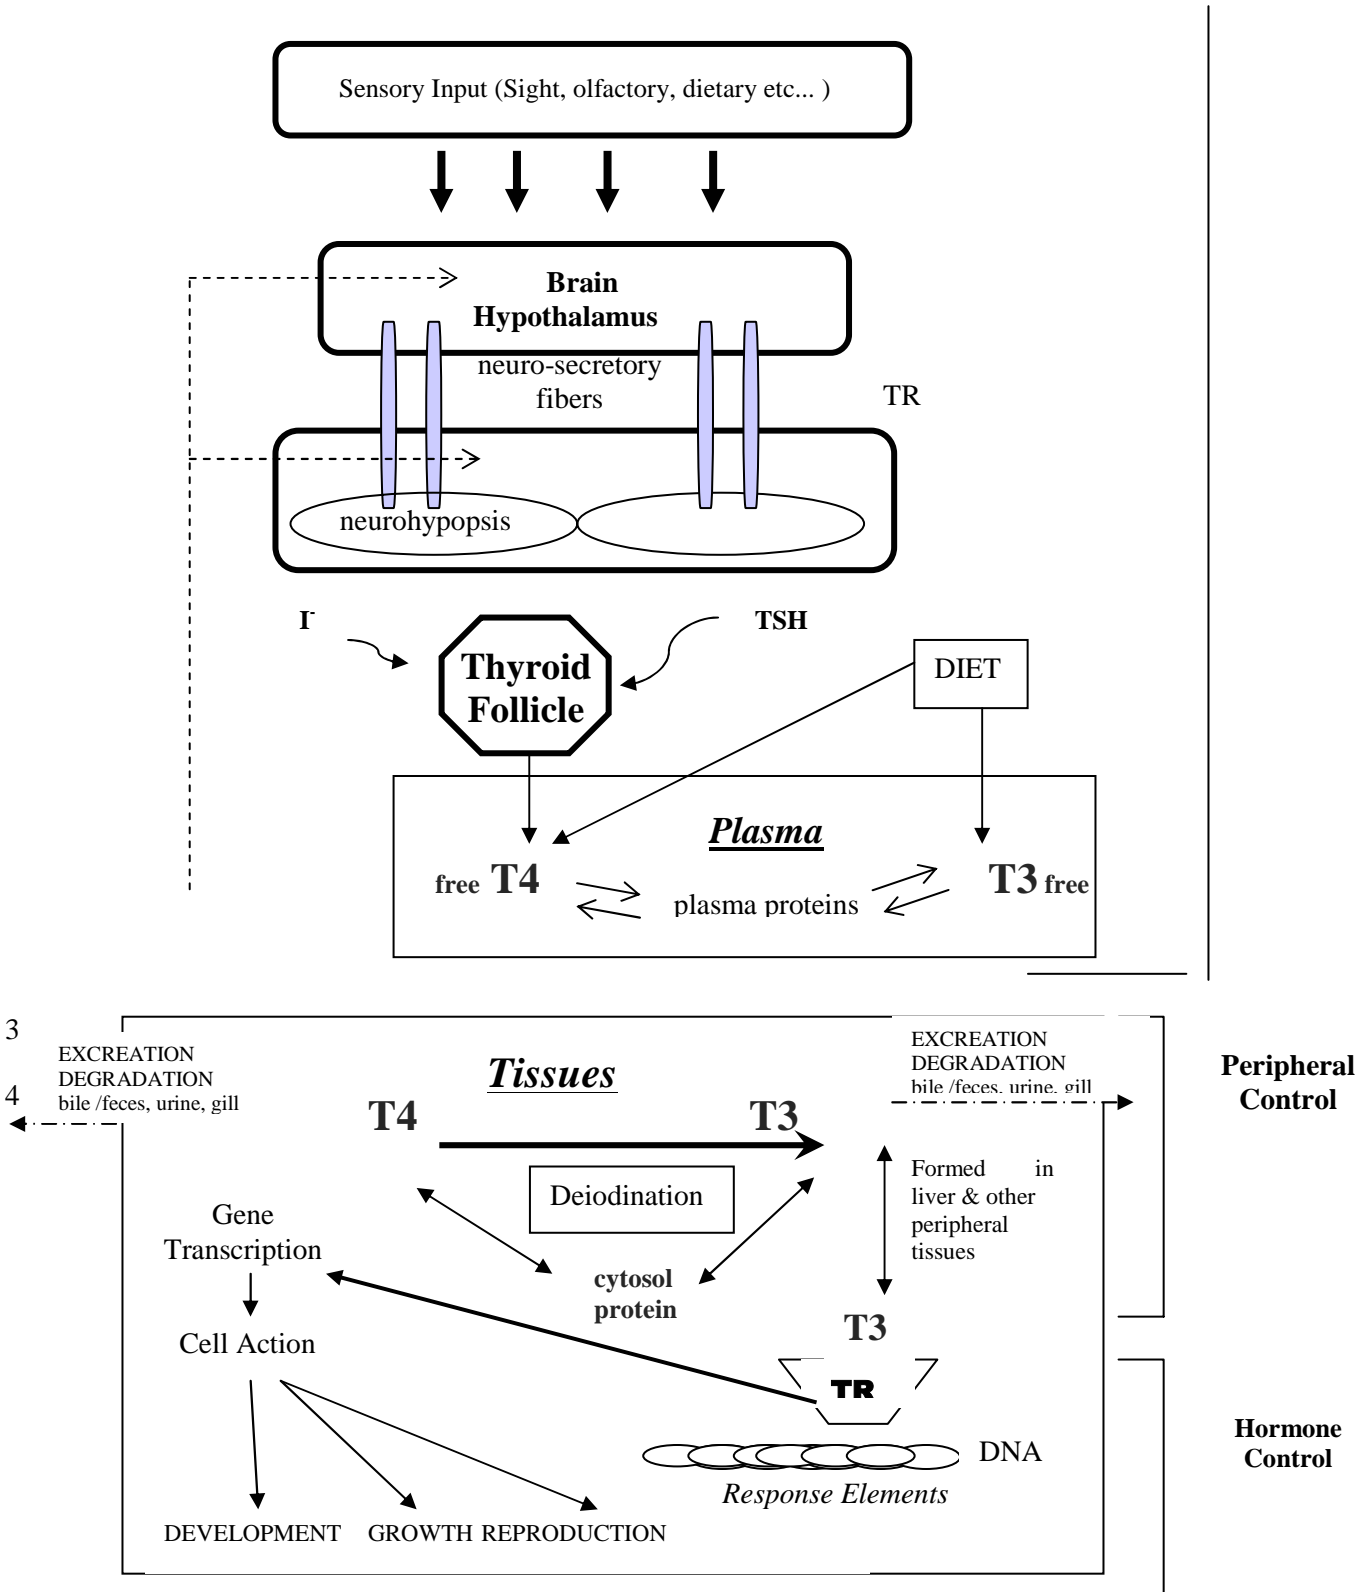 Sensory Input (Sight, olfactory, dietary etc... )
Brain
Hypothalamus
neuro-secretory
fibers
TR
neurohypopsis
I-
TSH
Thyroid
Follicle
DIET
Plasma
free T4
plasma proteins
T3 free
3
4
EXCREATION
DEGRADATION
bile /feces, urine, gill
Tissues
T4
T3
EXCREATION
DEGRADATION
bile /feces, urine, gill
Peripheral
Control
Deiodination
Formed in
liver & other
peripheral
tissues
Gene
Transcription
cytosol
protein
Cell Action
T3
TR
DNA
Response Elements
Hormone
Control
DEVELOPMENT
GROWTH
REPRODUCTION